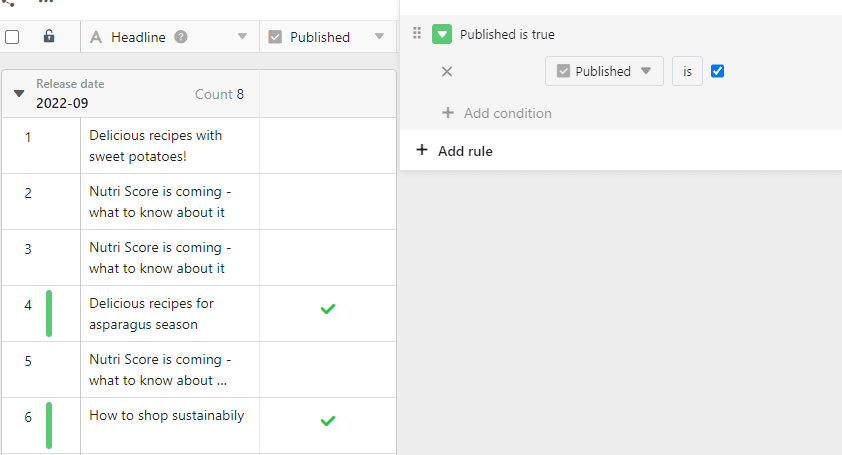 A Headline ?
Published
Release date
2022-09
Count 8
1
Delicious recipes with
sweet potatoes!
2
Nutri Score is coming -
what to know about it
3
Nutri Score is coming -
what to know about it
4
Delicious recipes for
asparagus season
5
Nutri Score is coming -
what to know about ...
6
How to shop sustainabily
Published is true
Published
is
Add condition
Add rule